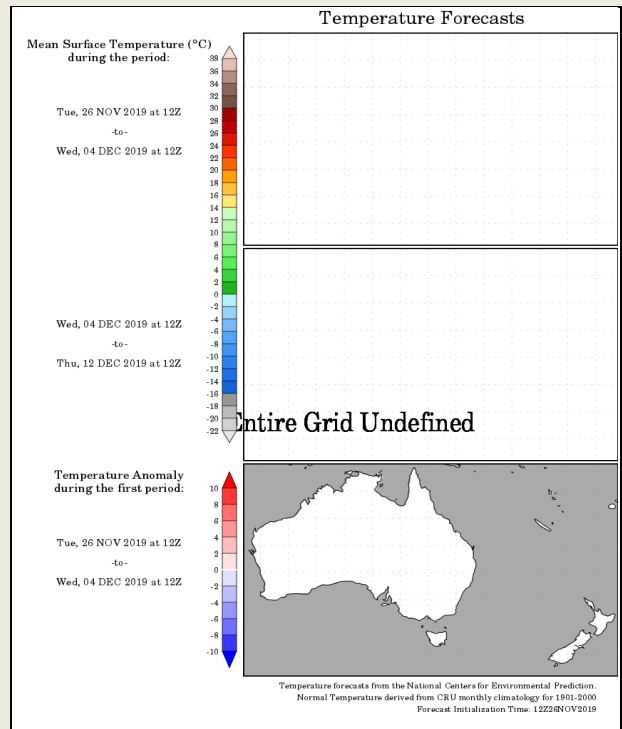 Temperature Forecasts
Mean Surface Temperature (°C)
during the period:
38
36
34
32
30
28
26
24
22
20
18
16
14
12
10
8
6
4
2
0
-2
-4
-6
-8
-10
-12
-14
-16
-18
-20
-22
Tue, 26 NOV 2019 at 12Z
-to-
Wed, 04 DEC 2019 at 12Z
Wed, 04 DEC 2019 at 12Z
-to-
Thu, 12 DEC 2019 at 12Z
Entire Grid Undefined
Temperature Anomaly
during the first period:
10
8
6
4
2
0
-2
-4
-6
-8
-10
Tue, 26 NOV 2019 at 12Z
-to-
Wed, 04 DEC 2019 at 12Z
Temperature forecasts from the National Centers for Environmental Prediction.
Normal Temperature derived from CRU monthly climatology for 1901-2000
Forecast Initialization Time: 12Z26NOV2019